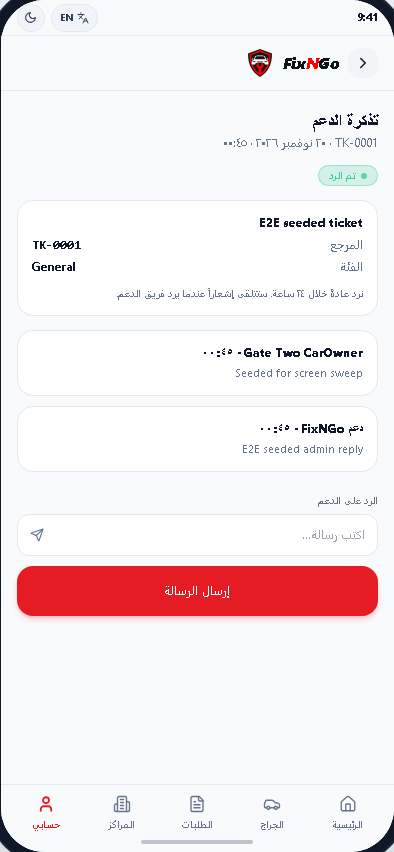 9:41
EN
FixNGo
تذكرة الدعم
TK-0001 · ٢٠ نوفمبر ٢٠٢٦ · ٠٠:٤٥
تم الرد
E2E seeded ticket
المرجع TK-0001
الفئة General
نرد عادةً خلال ٢٤ ساعة. ستتلقى إشعاراً عندما يرد فريق الدعم.
Gate Two CarOwner · ٠٠:٤٥
Seeded for screen sweep
دعم FixNGo · ٠٠:٤٥
E2E seeded admin reply
الرد على الدعم
اكتب رسالة...
إرسال الرسالة
الرئيسية
الجراج
الطلبات
المراكز
حسابي